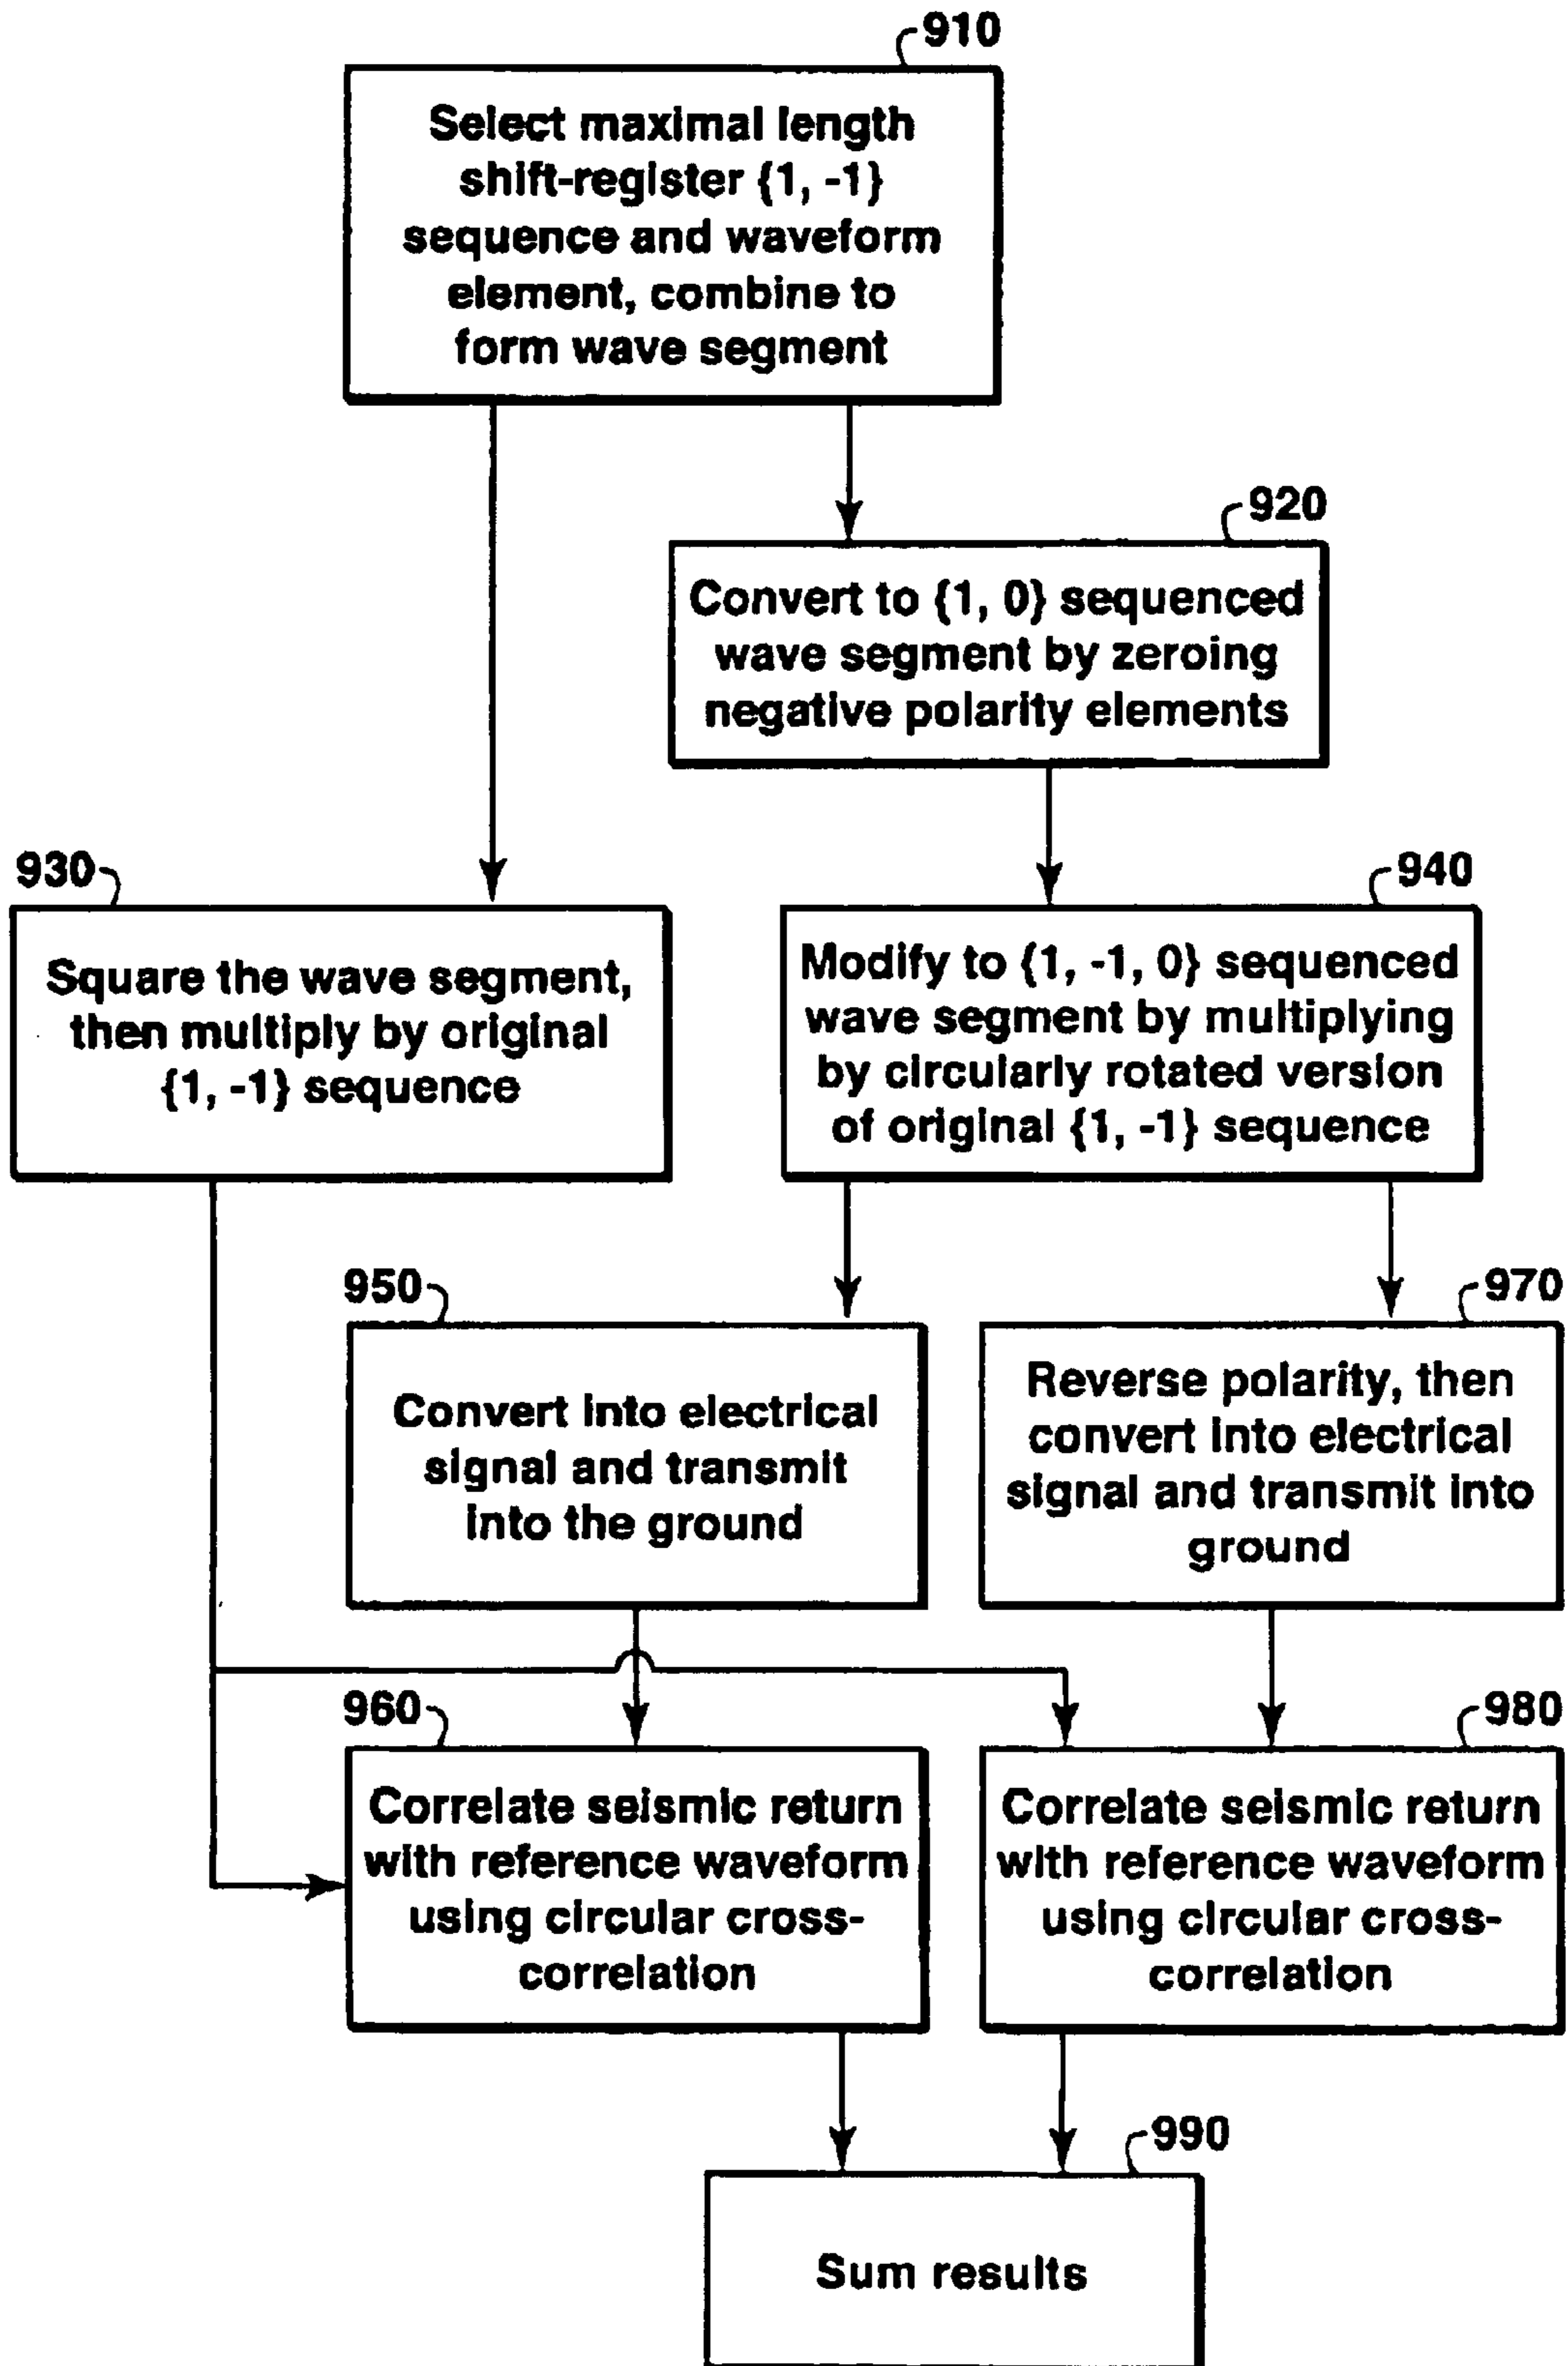 910
Select maximal length
shift-register {1, -1}
sequence and waveform
element, combine to
form wave segment
920
Convert to {1, 0} sequenced
wave segment by zeroing
negative polarity elements
930
Square the wave segment,
then multiply by original
{1, -1} sequence
940
Modify to {1, -1, 0} sequenced
wave segment by multiplying
by circularly rotated version
of original {1, -1} sequence
950
Convert into electrical
signal and transmit
into the ground
970
Reverse polarity, then
convert into electrical
signal and transmit into
ground
960
Correlate seismic return
with reference waveform
using circular cross-
correlation
980
Correlate seismic return
with reference waveform
using circular cross-
correlation
990
Sum results